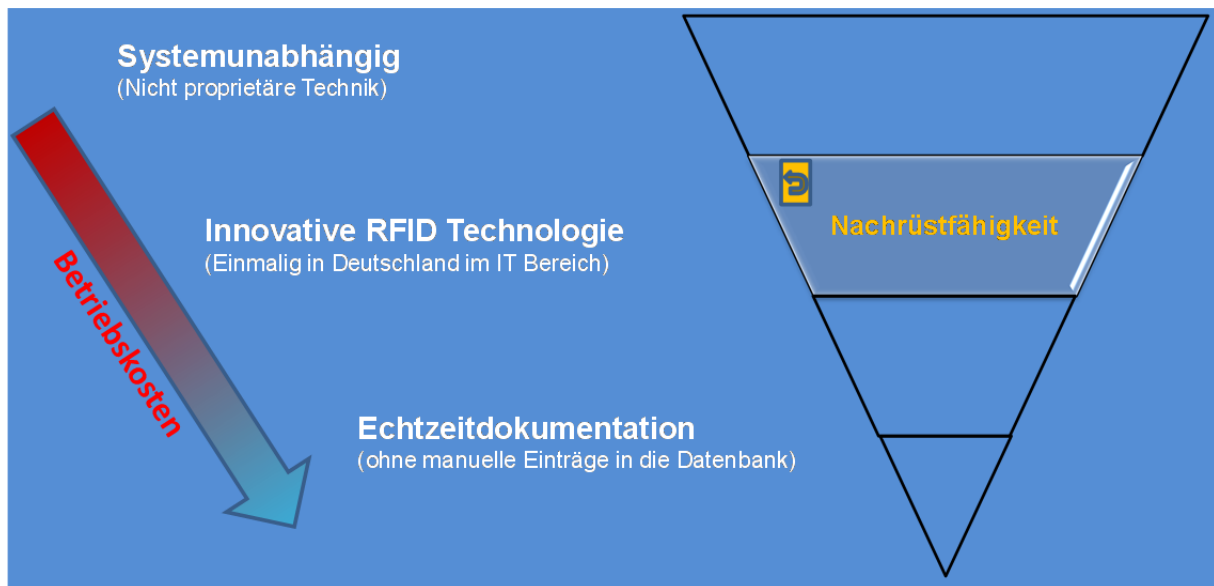 Systemunabhängig
(Nicht proprietäre Technik)
Innovative RFID Technologie
(Einmalig in Deutschland im IT Bereich)
Echtzeitdokumentation
(ohne manuelle Einträge in die Datenbank)
Betriebskosten
Nachrüstfähigkeit